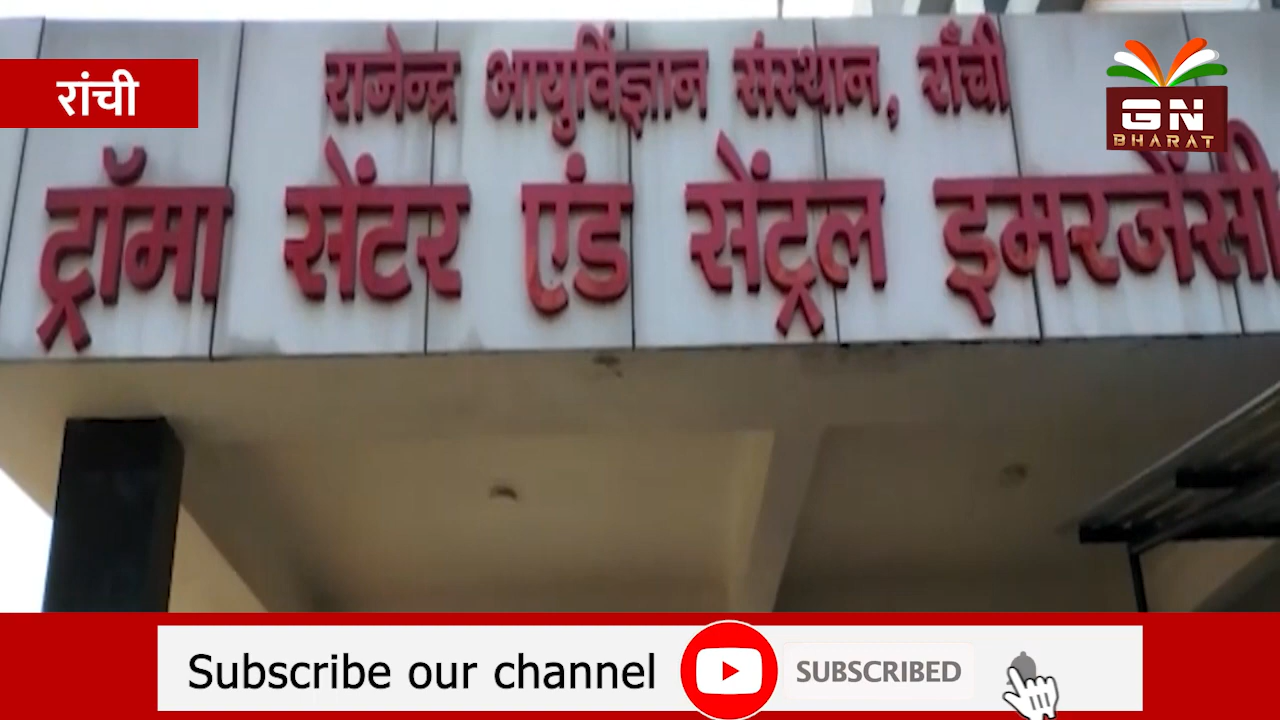 राजेन्द्र आयुर्विज्ञान संस्थान, राँची
रांची
GN
BHARAT
ट्रॉमा सेंटर एंड सेंट्रल इमरजेंसी
Subscribe our channel
SUBSCRIBED